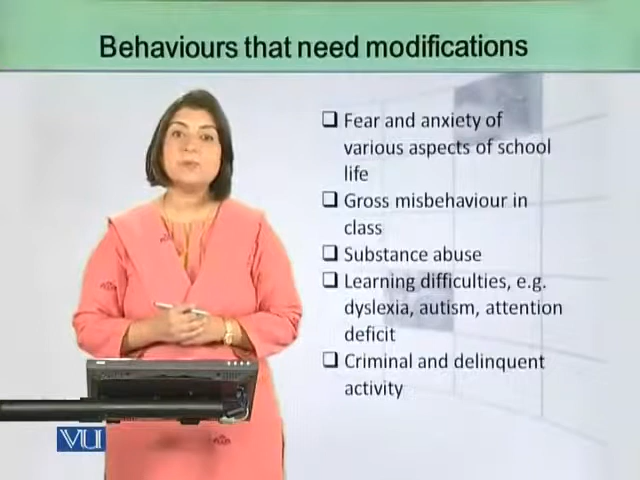 Behaviours that need modifications
❑ Fear and anxiety of
various aspects of school
life
❑ Gross misbehaviour in
class
❑ Substance abuse
❑ Learning difficulties, e.g.
dyslexia, autism, attention
deficit
❑ Criminal and delinquent
activity
VU